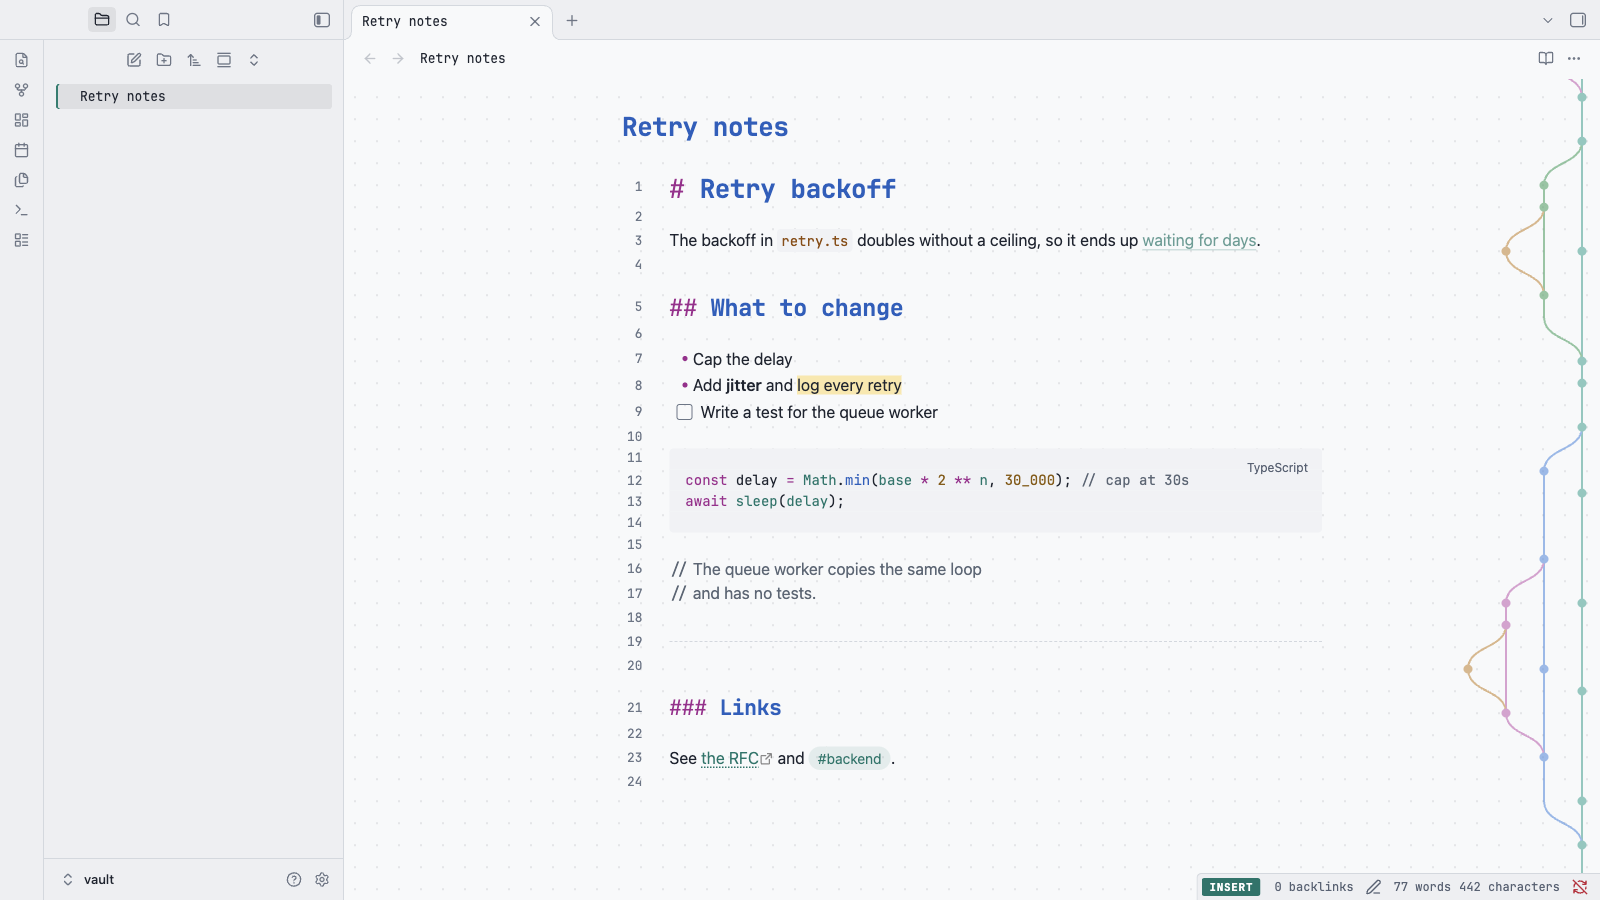 Retry notes
Retry notes
Retry notes
Retry notes
1 # Retry backoff
2
3 The backoff in retry.ts doubles without a ceiling, so it ends up waiting for days.
4
5 ## What to change
6
7 • Cap the delay
8 • Add jitter and log every retry
9 Write a test for the queue worker
10
11
TypeScript
12 const delay = Math.min(base * 2 ** n, 30_000); // cap at 30s
13 await sleep(delay);
14
15
16 // The queue worker copies the same loop
17 // and has no tests.
18
19
20
21 ### Links
22
23 See the RFC and #backend.
24
vault
INSERT 0 backlinks 77 words 442 characters